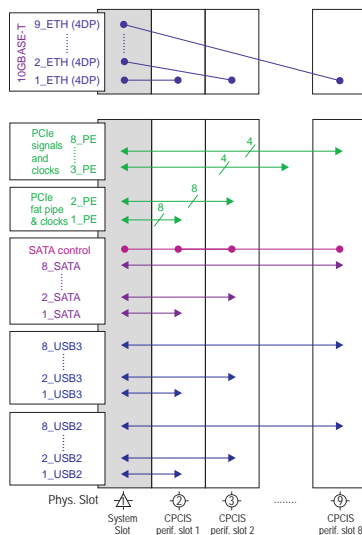 10GBASE-T
9_ETH (4DP)
2_ETH (4DP)
1_ETH (4DP)
PCIe
signals 8_PE
and
clocks 3_PE
4
4
PCIe 2_PE
fat pipe
& clocks 1_PE
8
8
SATA control
8_SATA
2_SATA
1_SATA
8_USB3
2_USB3
1_USB3
8_USB2
2_USB2
1_USB2
Phys. Slot 1 2 3 ........ 9
System Slot
CPCIS perif. slot 1
CPCIS perif. slot 2
CPCIS perif. slot 8